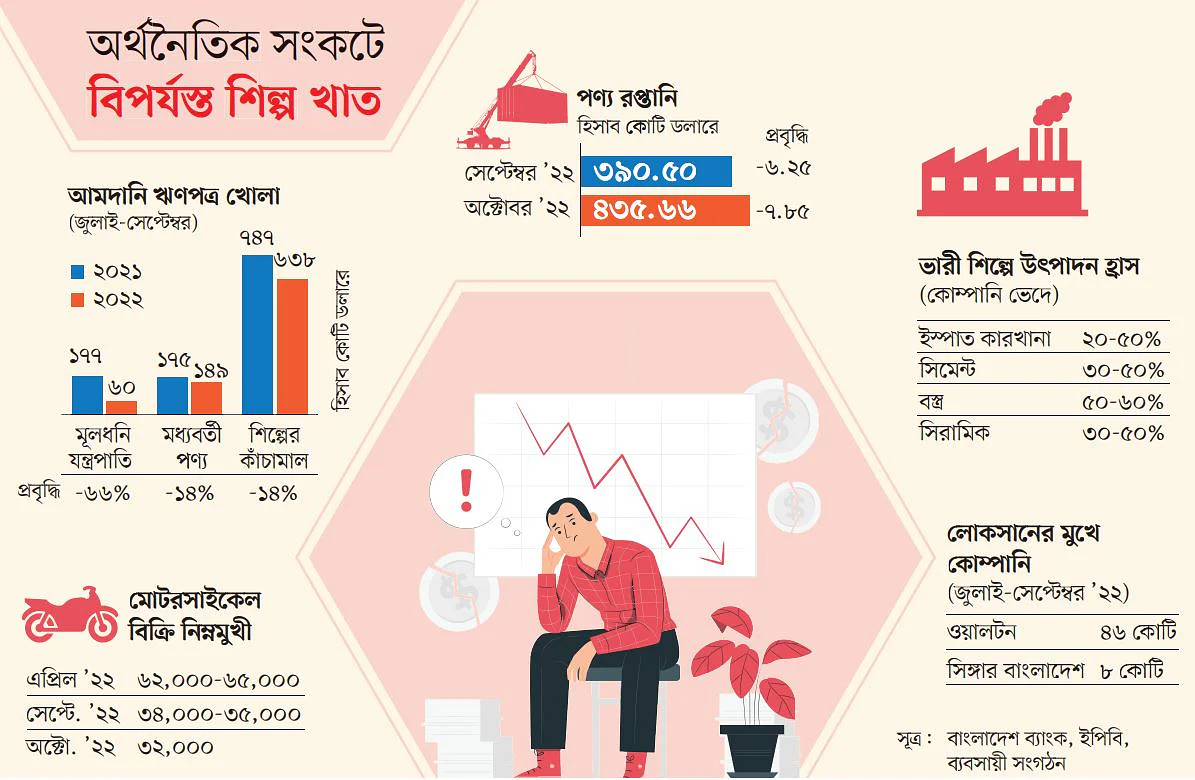 অর্থনৈতিক সংকটে
বিপর্যস্ত শিল্প খাত
আমদানি ঋণপত্র খোলা
(জুলাই-সেপ্টেম্বর)
২০২১
২০২২
১৭৭
৬০
১৭৫
১৪৯
৭৪৭
৬৩৮
হিসাব কোটি ডলারে
মূলধনি
যন্ত্রপাতি
মধ্যবর্তী
পণ্য
শিল্পের
কাঁচামাল
প্রবৃদ্ধি -৬৬% -১৪% -১৪%
পণ্য রপ্তানি
হিসাব কোটি ডলারে
প্রবৃদ্ধি
সেপ্টেম্বর ’২২ ৩৯০.৫০ -৬.২৫
অক্টোবর ’২২ ৪৩৫.৬৬ -৭.৮৫
ভারী শিল্পে উৎপাদন হ্রাস
(কোম্পানি ভেদে)
ইস্পাত কারখানা ২০-৫০%
সিমেন্ট ৩০-৫০%
বস্ত্র ৫০-৬০%
সিরামিক ৩০-৫০%
মোটরসাইকেল
বিক্রি নিম্নমুখী
এপ্রিল ’২২ ৬২,০০০-৬৫,০০০
সেপ্টে. ’২২ ৩৪,০০০-৩৫,০০০
অক্টো. ’২২ ৩২,০০০
!
লোকসানের মুখে
কোম্পানি
(জুলাই-সেপ্টেম্বর ’২২)
ওয়ালটন ৪৬ কোটি
সিঙ্গার বাংলাদেশ ৮ কোটি
সূত্র : বাংলাদেশ ব্যাংক, ইপিবি,
ব্যবসায়ী সংগঠন